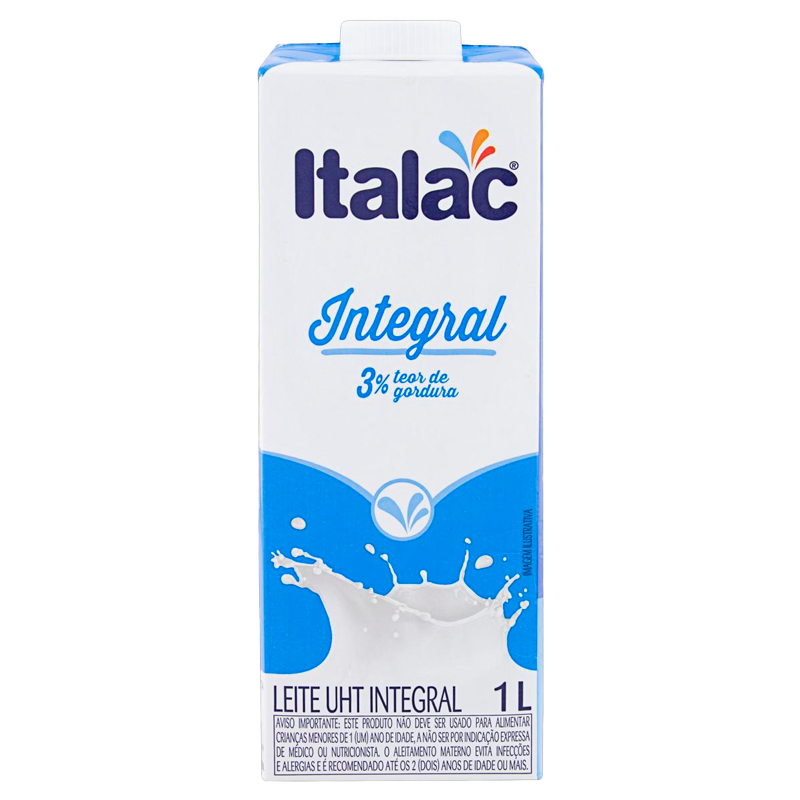 Italac®
Integral
3% teor de
gordura
IMAGEM ILUSTRATIVA
LEITE UHT INTEGRAL 1L
AVISO IMPORTANTE: ESTE PRODUTO NÃO DEVE SER USADO PARA ALIMENTAR
CRIANÇAS MENORES DE 1 (UM) ANO DE IDADE, A NÃO SER POR INDICAÇÃO EXPRESSA
DE MÉDICO OU NUTRICIONISTA. O ALEITAMENTO MATERNO EVITA INFECÇÕES
E ALERGIAS E É RECOMENDADO ATÉ OS 2 (DOIS) ANOS DE IDADE OU MAIS.